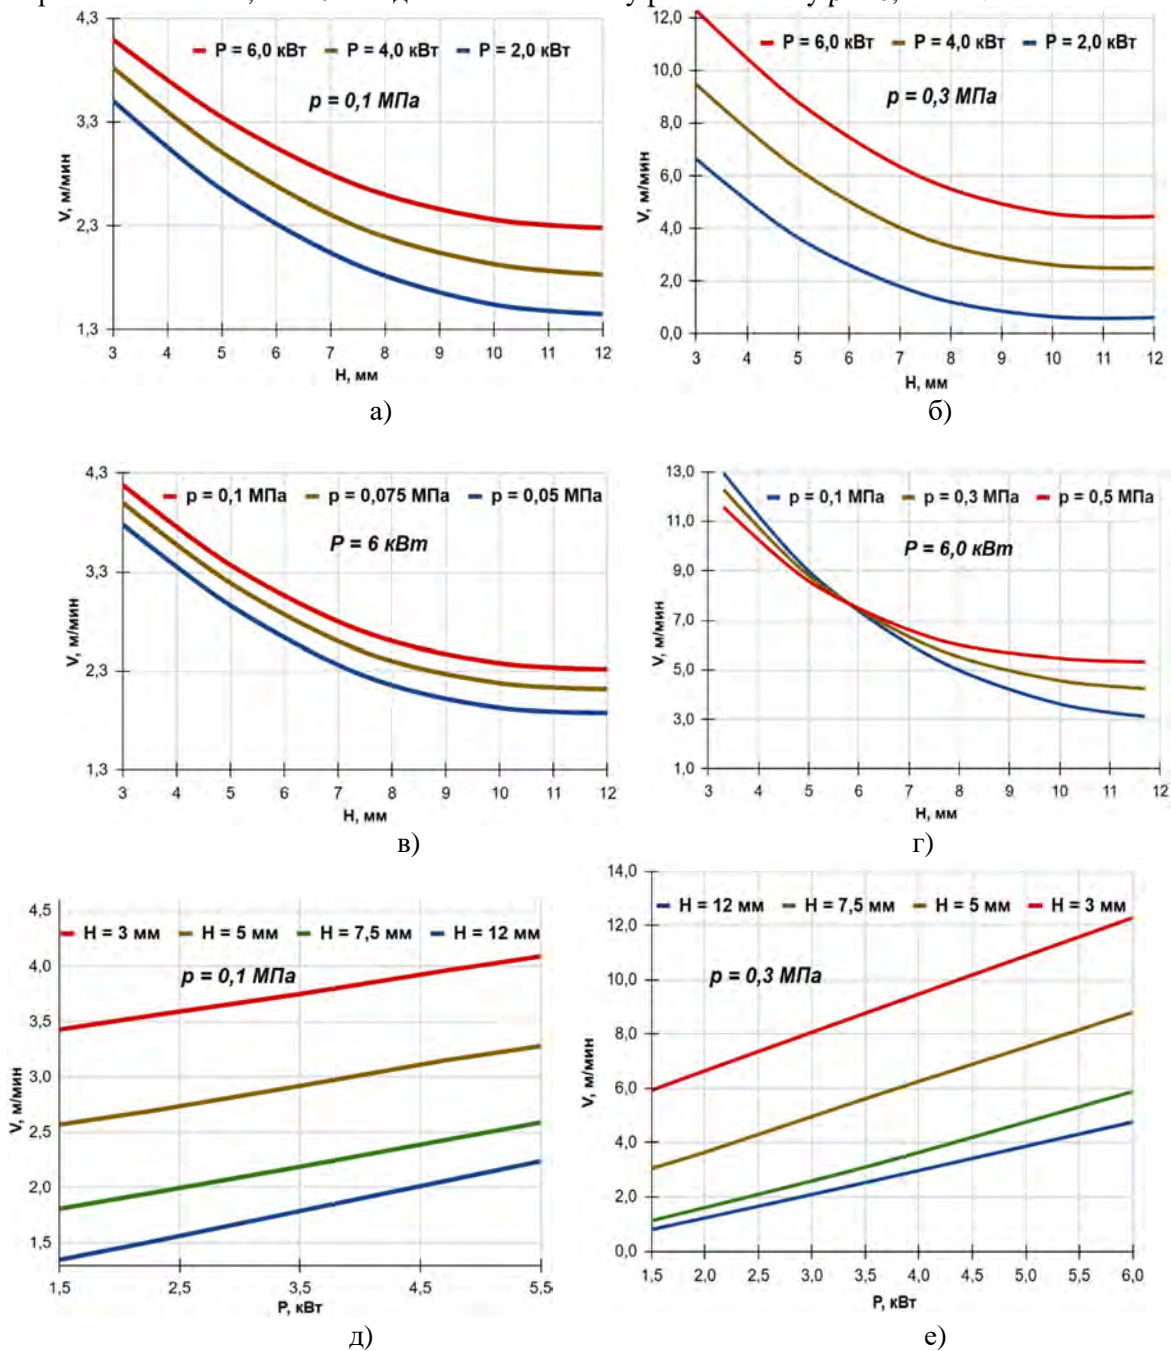 4,3
P = 6,0 кВт P = 4,0 кВт P = 2,0 кВт
p = 0,1 МПа
3,3
V, м/мин
2,3
1,3
3 4 5 6 7 8 9 10 11 12
H, мм
а)
12,0
P = 6,0 кВт P = 4,0 кВт P = 2,0 кВт
10,0
p = 0,3 МПа
8,0
V, м/мин
6,0
4,0
2,0
0,0
3 4 5 6 7 8 9 10 11 12
H, мм
б)
4,3
p = 0,1 МПа p = 0,075 МПа p = 0,05 МПа
P = 6 кВт
3,3
V, м/мин
2,3
1,3
3 4 5 6 7 8 9 10 11 12
H, мм
в)
13,0
p = 0,1 МПа p = 0,3 МПа p = 0,5 МПа
11,0
P = 6,0 кВт
9,0
7,0
V, м/мин
5,0
3,0
1,0
3 4 5 6 7 8 9 10 11 12
H, мм
г)
4,5
H = 3 мм H = 5 мм H = 7,5 мм H = 12 мм
4,0
p = 0,1 МПа
3,5
3,0
V, м/мин
2,5
2,0
1,5
1,5 2,5 3,5 4,5 5,5
P, кВт
д)
14,0
H = 12 мм H = 7,5 мм H = 5 мм H = 3 мм
12,0
p = 0,3 МПа
10,0
8,0
V, м/мин
6,0
4,0
2,0
0,0
1,5 2,0 2,5 3,0 3,5 4,0 4,5 5,0 5,5 6,0
P, кВт
е)